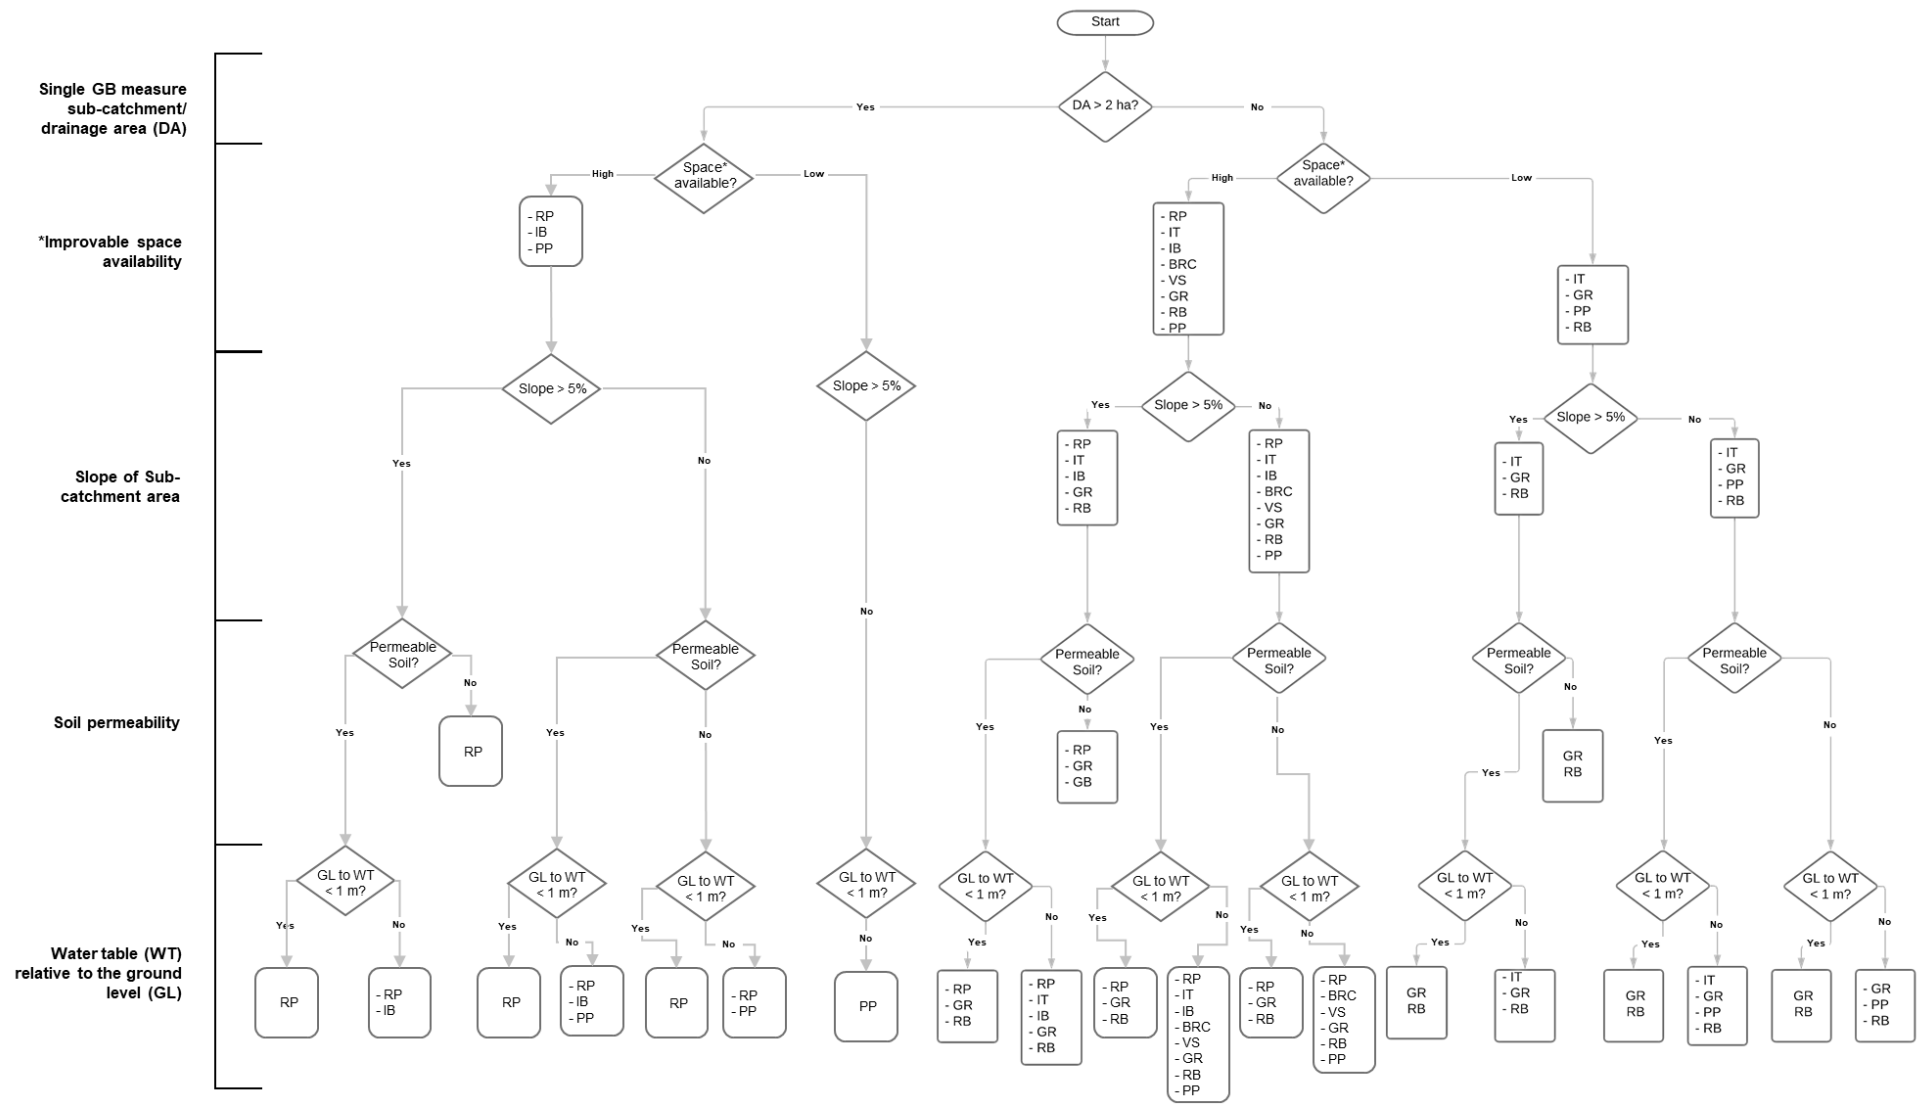 Start
Single GB measure
sub-catchment/
drainage area (DA)
DA > 2 ha?
Yes
No
*Improvable space
availability
Space*
available?
High
Low
- RP
- IB
- PP
Space*
available?
High
Low
- RP
- IT
- IB
- BRC
- VS
- GR
- RB
- PP
- IT
- GR
- PP
- RB
Slope of Sub-
catchment area
Slope > 5%
Yes
No
Slope > 5%
No
Slope > 5%
Yes
No
- RP
- IT
- IB
- GR
- RB
- RP
- IT
- IB
- BRC
- VS
- GR
- RB
- PP
Slope > 5%
Yes
No
- IT
- GR
- RB
- IT
- GR
- PP
- RB
Soil permeability
Permeable
Soil?
Yes
No
RP
Permeable
Soil?
Yes
No
Permeable
Soil?
Yes
No
- RP
- GR
- GB
Permeable
Soil?
Yes
No
Permeable
Soil?
Yes
No
GR
RB
Permeable
Soil?
Yes
No
Water table (WT)
relative to the ground
level (GL)
GL to WT
< 1 m?
Yes
No
RP
- RP
- IB
GL to WT
< 1 m?
Yes
No
RP
- RP
- IB
- PP
GL to WT
< 1 m?
Yes
No
RP
- RP
- PP
GL to WT
< 1 m?
No
PP
GL to WT
< 1 m?
Yes
No
- RP
- GR
- RB
- RP
- IT
- IB
- GR
- RB
GL to WT
< 1 m?
Yes
No
- RP
- GR
- RB
- RP
- IT
- IB
- BRC
- VS
- GR
- RB
- PP
GL to WT
< 1 m?
Yes
No
- RP
- GR
- RB
- RP
- BRC
- VS
- GR
- RB
- PP
GL to WT
< 1 m?
Yes
No
GR
RB
- IT
- GR
- RB
GL to WT
< 1 m?
Yes
No
GR
RB
- IT
- GR
- PP
- RB
GL to WT
< 1 m?
Yes
No
GR
RB
- GR
- PP
- RB